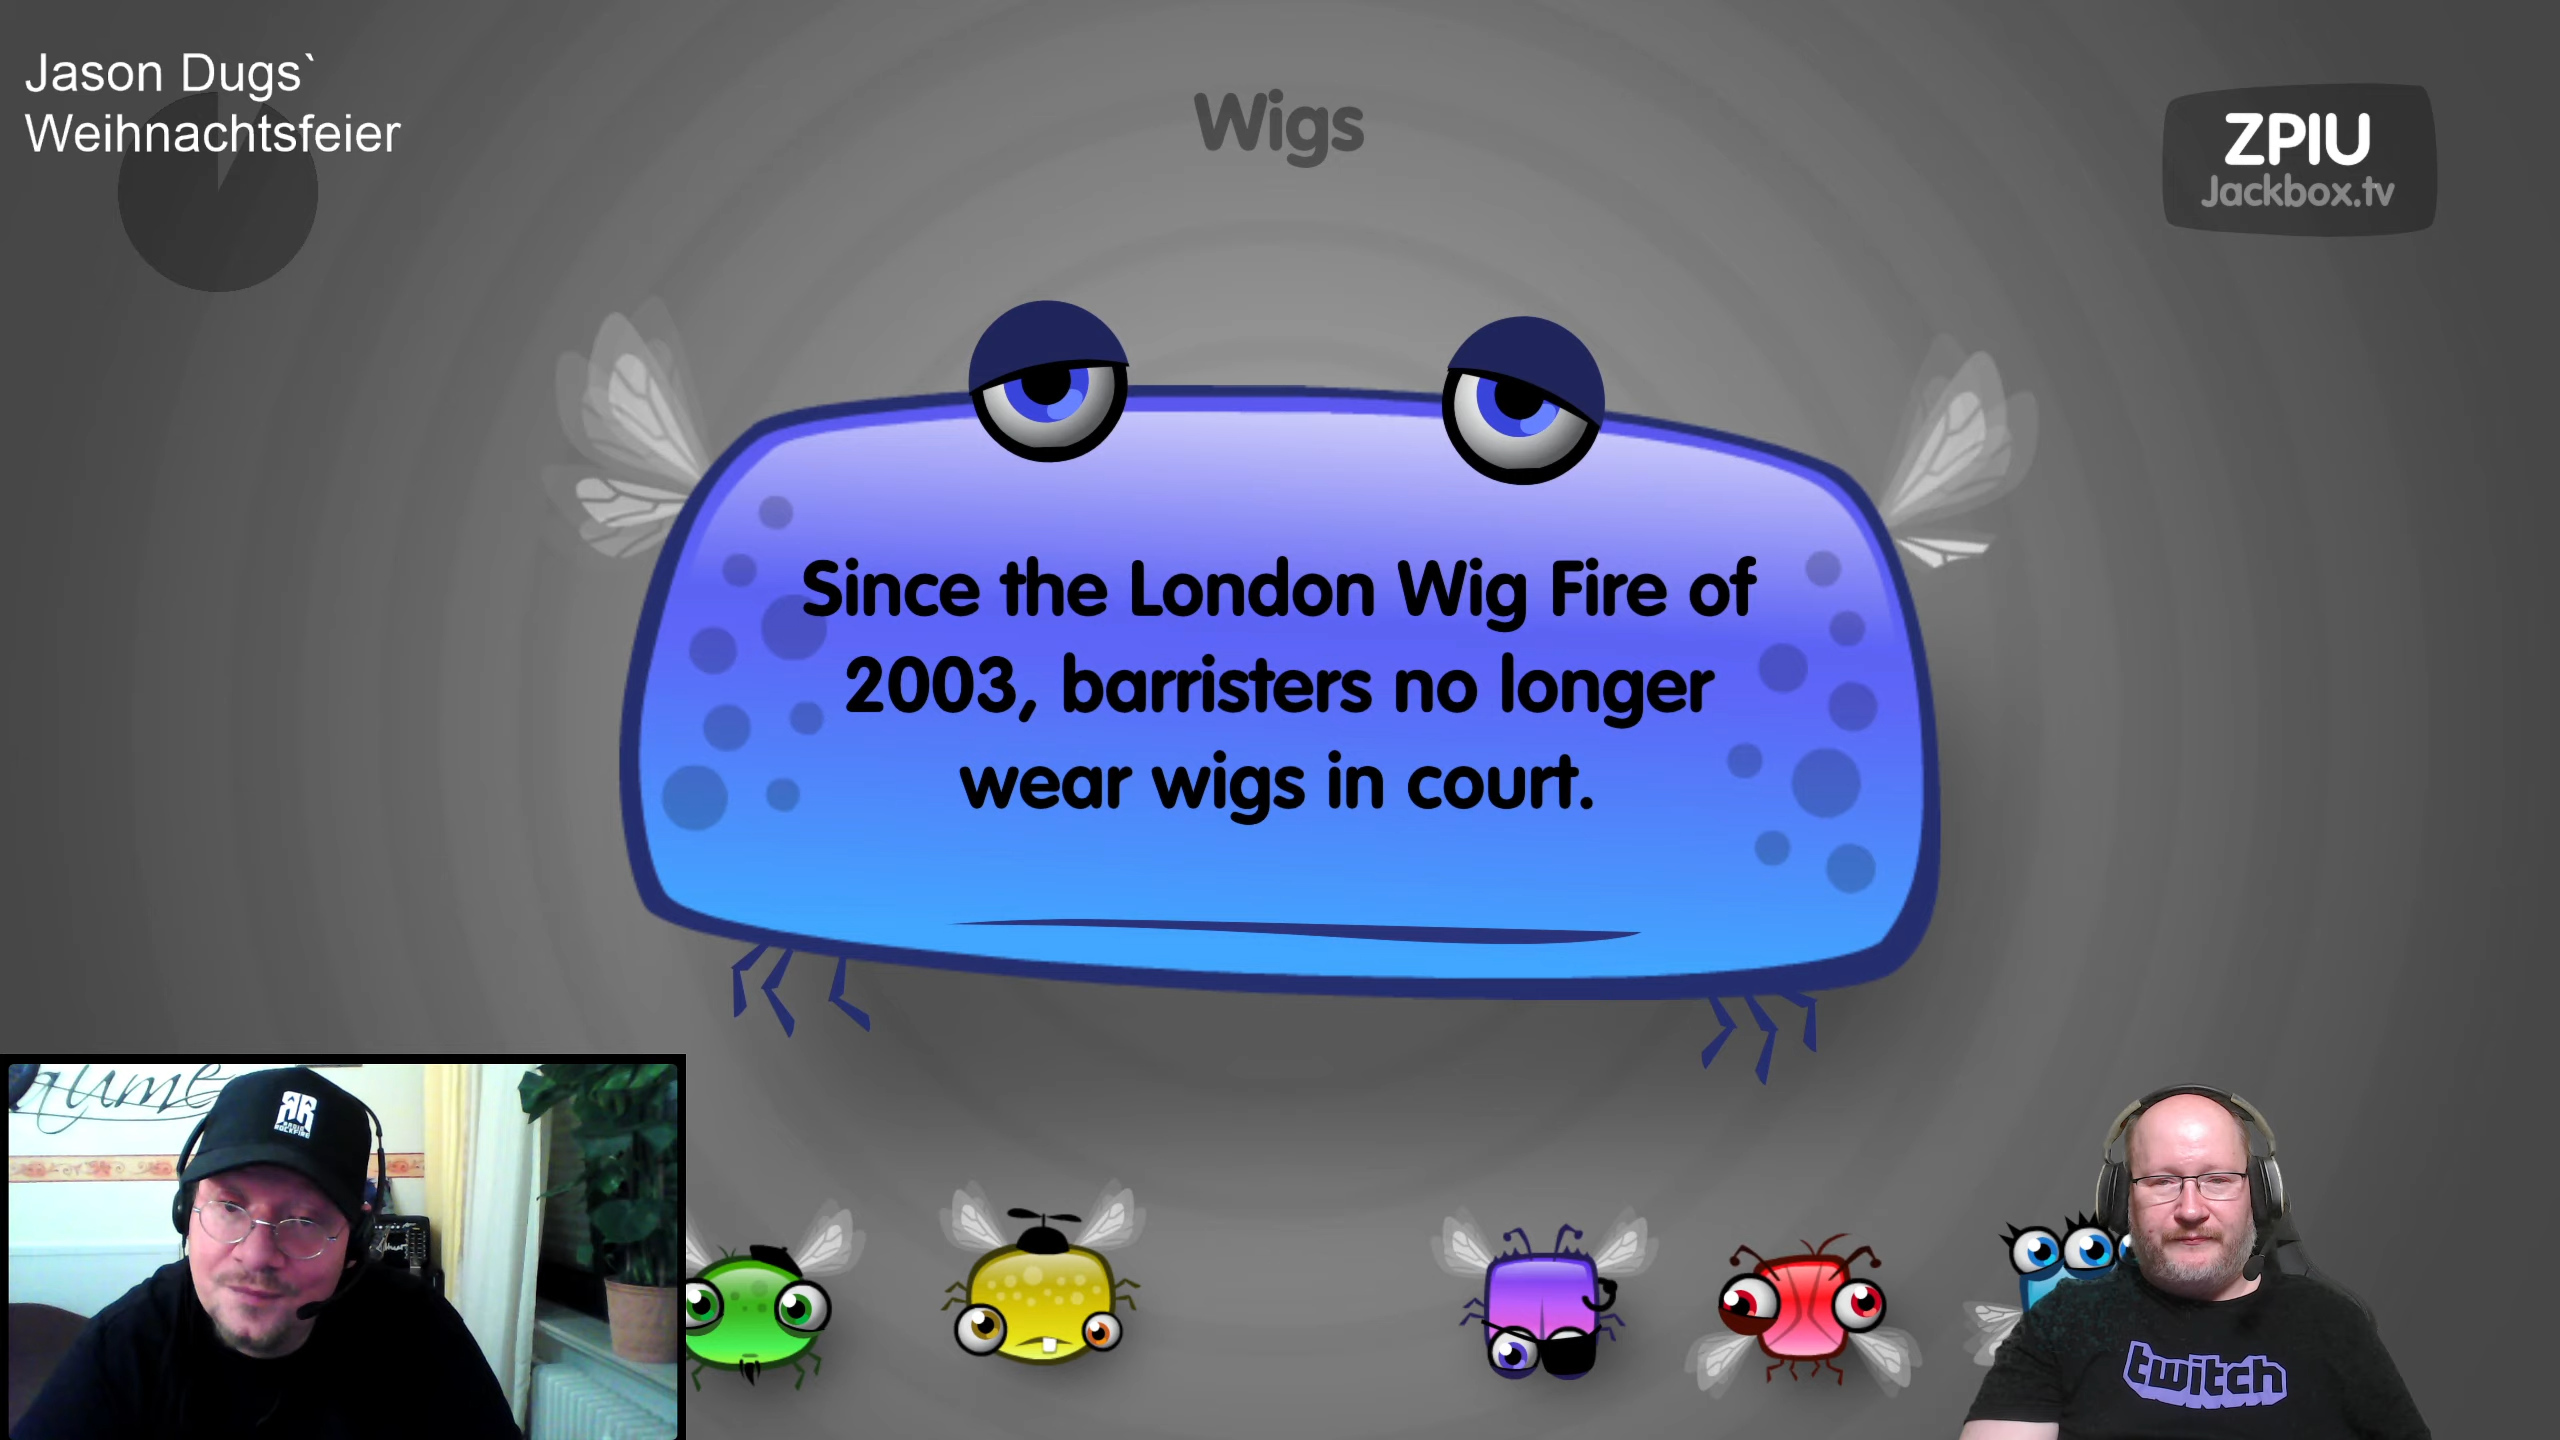 Jason Dugs`
Weihnachtsfeier
Wigs
ZPIU
Jackbox.tv
Since the London Wig Fire of
2003, barristers no longer
wear wigs in court.
twitch